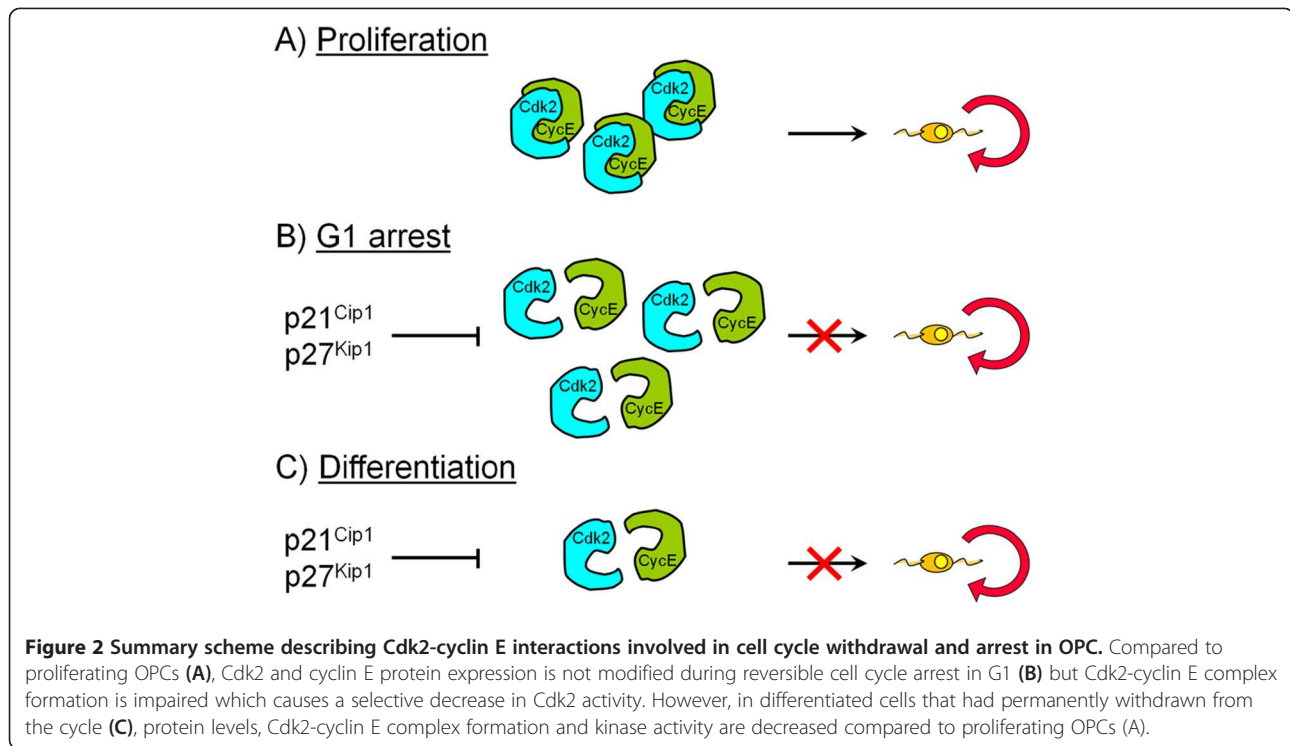 A) Proliferation
Cdk2 CycE
Cdk2 CycE
Cdk2 CycE
B) G1 arrest
p21Cip1
p27Kip1
Cdk2 CycE
Cdk2 CycE
Cdk2 CycE
C) Differentiation
p21Cip1
p27Kip1
Cdk2 CycE
Figure 2 Summary scheme describing Cdk2-cyclin E interactions involved in cell cycle withdrawal and arrest in OPC. Compared to
proliferating OPCs (A), Cdk2 and cyclin E protein expression is not modified during reversible cell cycle arrest in G1 (B) but Cdk2-cyclin E complex
formation is impaired which causes a selective decrease in Cdk2 activity. However, in differentiated cells that had permanently withdrawn from
the cycle (C), protein levels, Cdk2-cyclin E complex formation and kinase activity are decreased compared to proliferating OPCs (A).